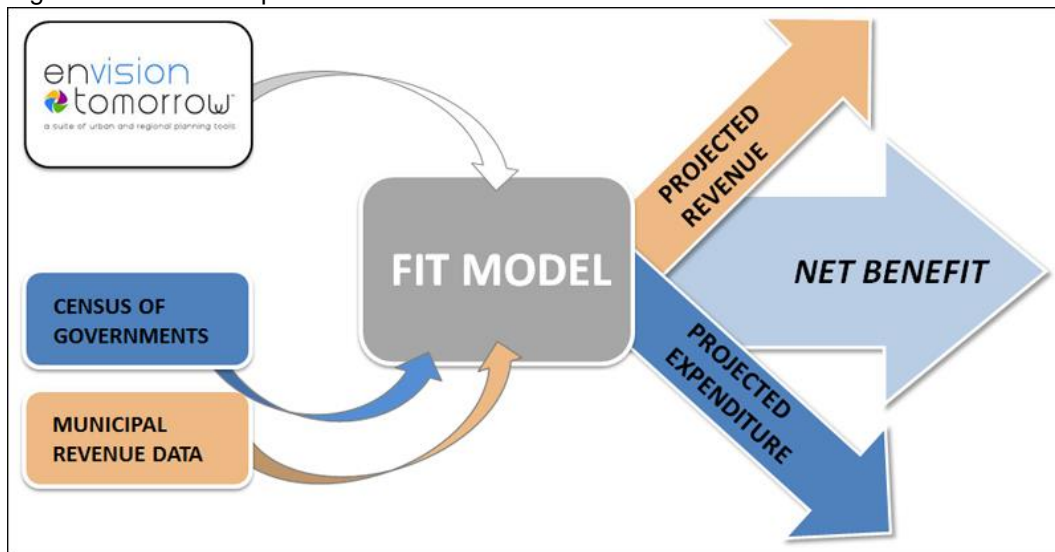 envision
tomorrow
a suite of urban and regional planning tools
CENSUS OF
GOVERNMENTS
MUNICIPAL
REVENUE DATA
FIT MODEL
PROJECTED
REVENUE
NET BENEFIT
PROJECTED
EXPENDITURE